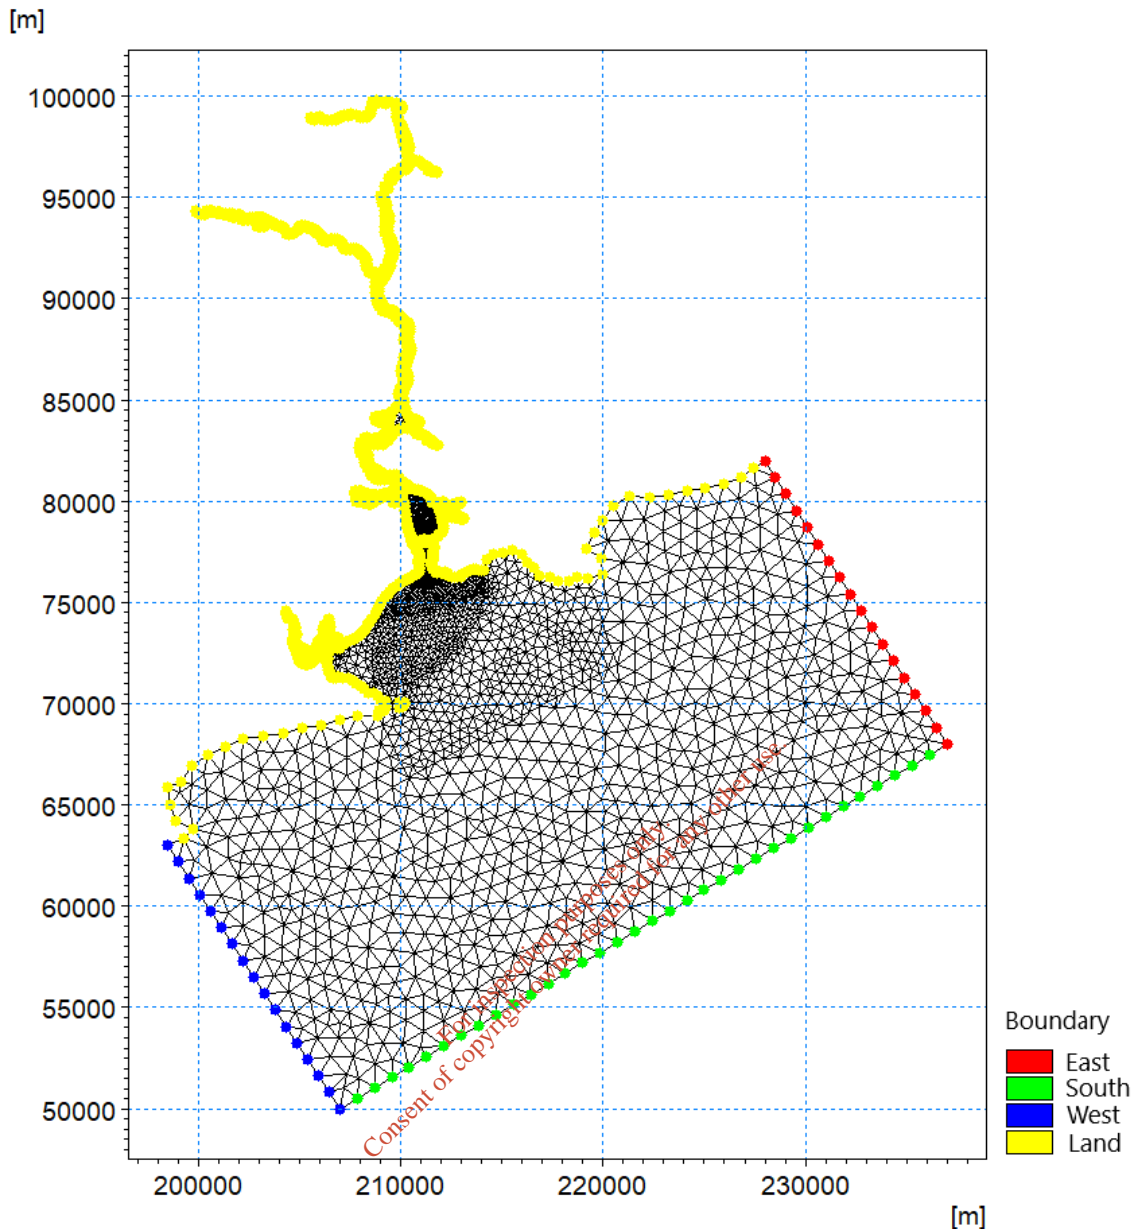 [m]
100000
95000
90000
85000
80000
75000
70000
65000
60000
55000
50000
200000
210000
220000
230000
[m]
For inspection purposes only.
Consent of copyright owner required for any other use.
Boundary
East
South
West
Land